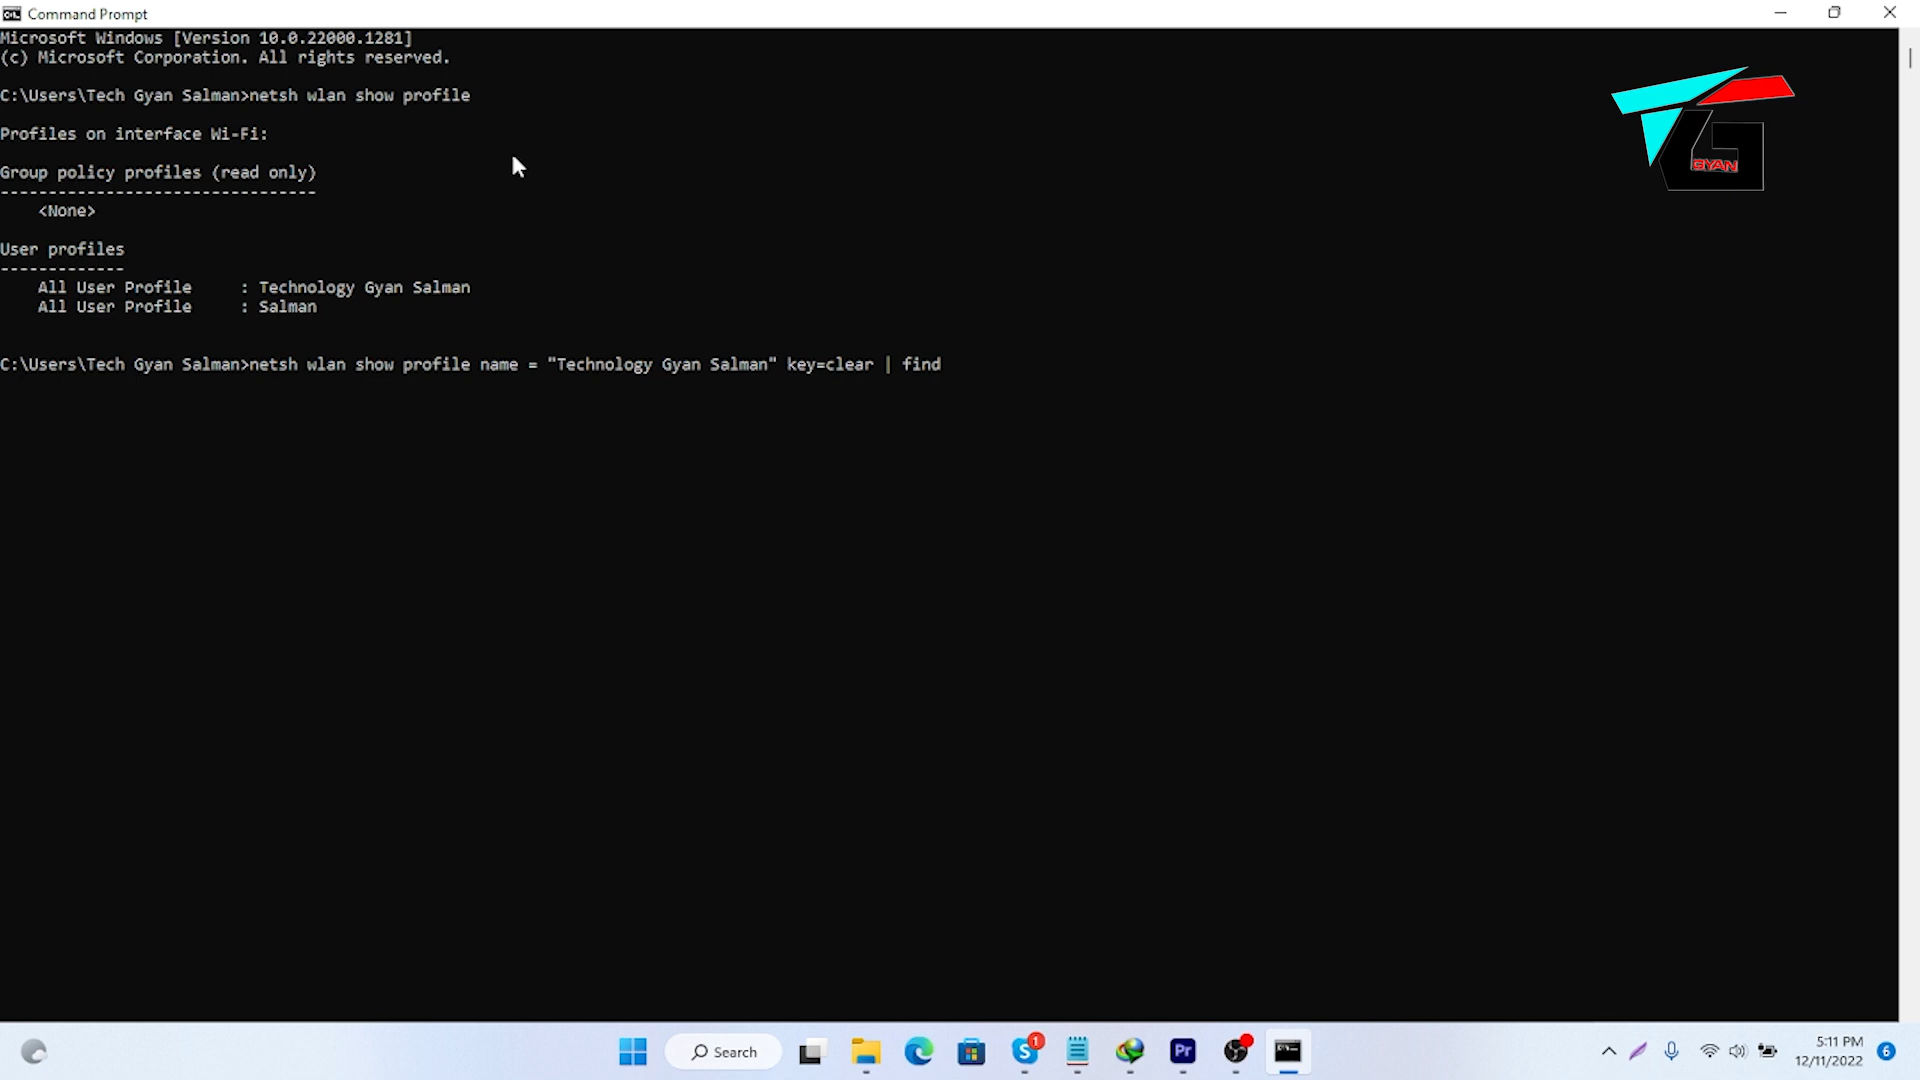 Command Prompt
Microsoft Windows [Version 10.0.22000.1281]
(c) Microsoft Corporation. All rights reserved.
C:\Users\Tech Gyan Salman>netsh wlan show profile
Profiles on interface Wi-Fi:
Group policy profiles (read only)
---------------------------------
<None>
User profiles
-------------
All User Profile     : Technology Gyan Salman
All User Profile     : Salman
C:\Users\Tech Gyan Salman>netsh wlan show profile name = "Technology Gyan Salman" key=clear | find
GYAN
Search
1
Pr
5:11 PM
12/11/2022
6